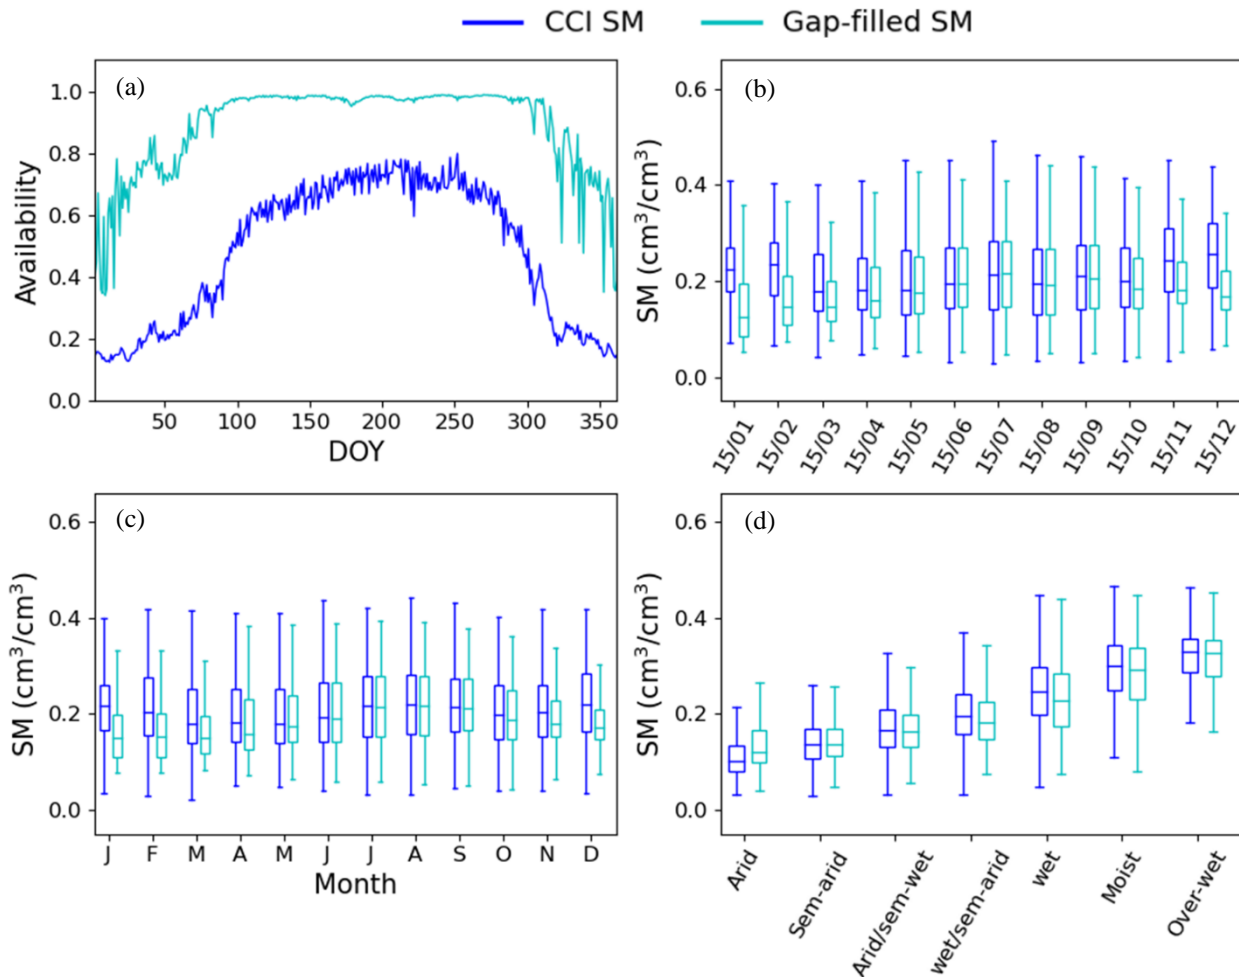 CCI SM Gap-filled SM
(a)
Availability
1.0
0.8
0.6
0.4
0.2
0.0
50 100 150 200 250 300 350
DOY
(b)
SM (cm³/cm³)
0.6
0.4
0.2
0.0
15/01 15/02 15/03 15/04 15/05 15/06 15/07 15/08 15/09 15/10 15/11 15/12
(c)
SM (cm³/cm³)
0.6
0.4
0.2
0.0
J F M A M J J A S O N D
Month
(d)
SM (cm³/cm³)
0.6
0.4
0.2
0.0
Arid Sem-arid Arid/sem-wet wet/sem-arid wet Moist Over-wet